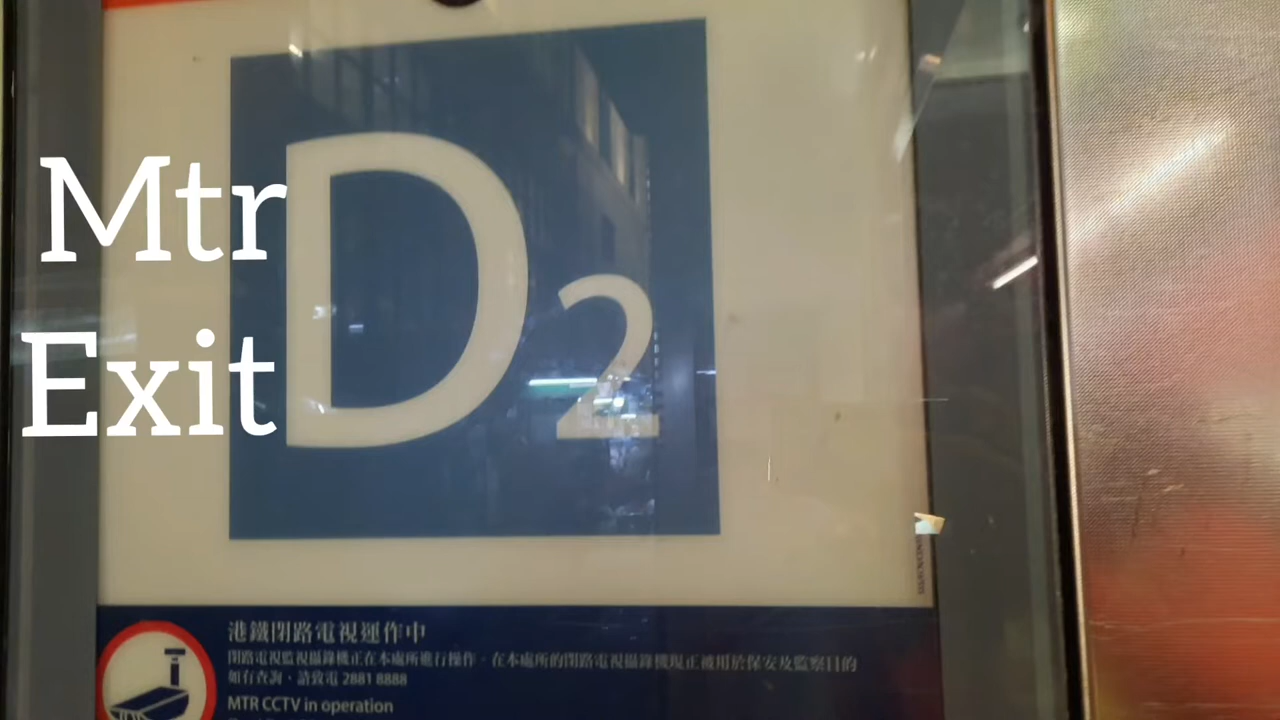 Mtr
Exit
D2
港鐵閉路電視運作中
閉路電視監視攝錄機正在本處所進行操作。在本處所的閉路電視攝錄機現正被用於保安及監察目的
如有查詢，請致電 2881 8888
MTR CCTV in operation